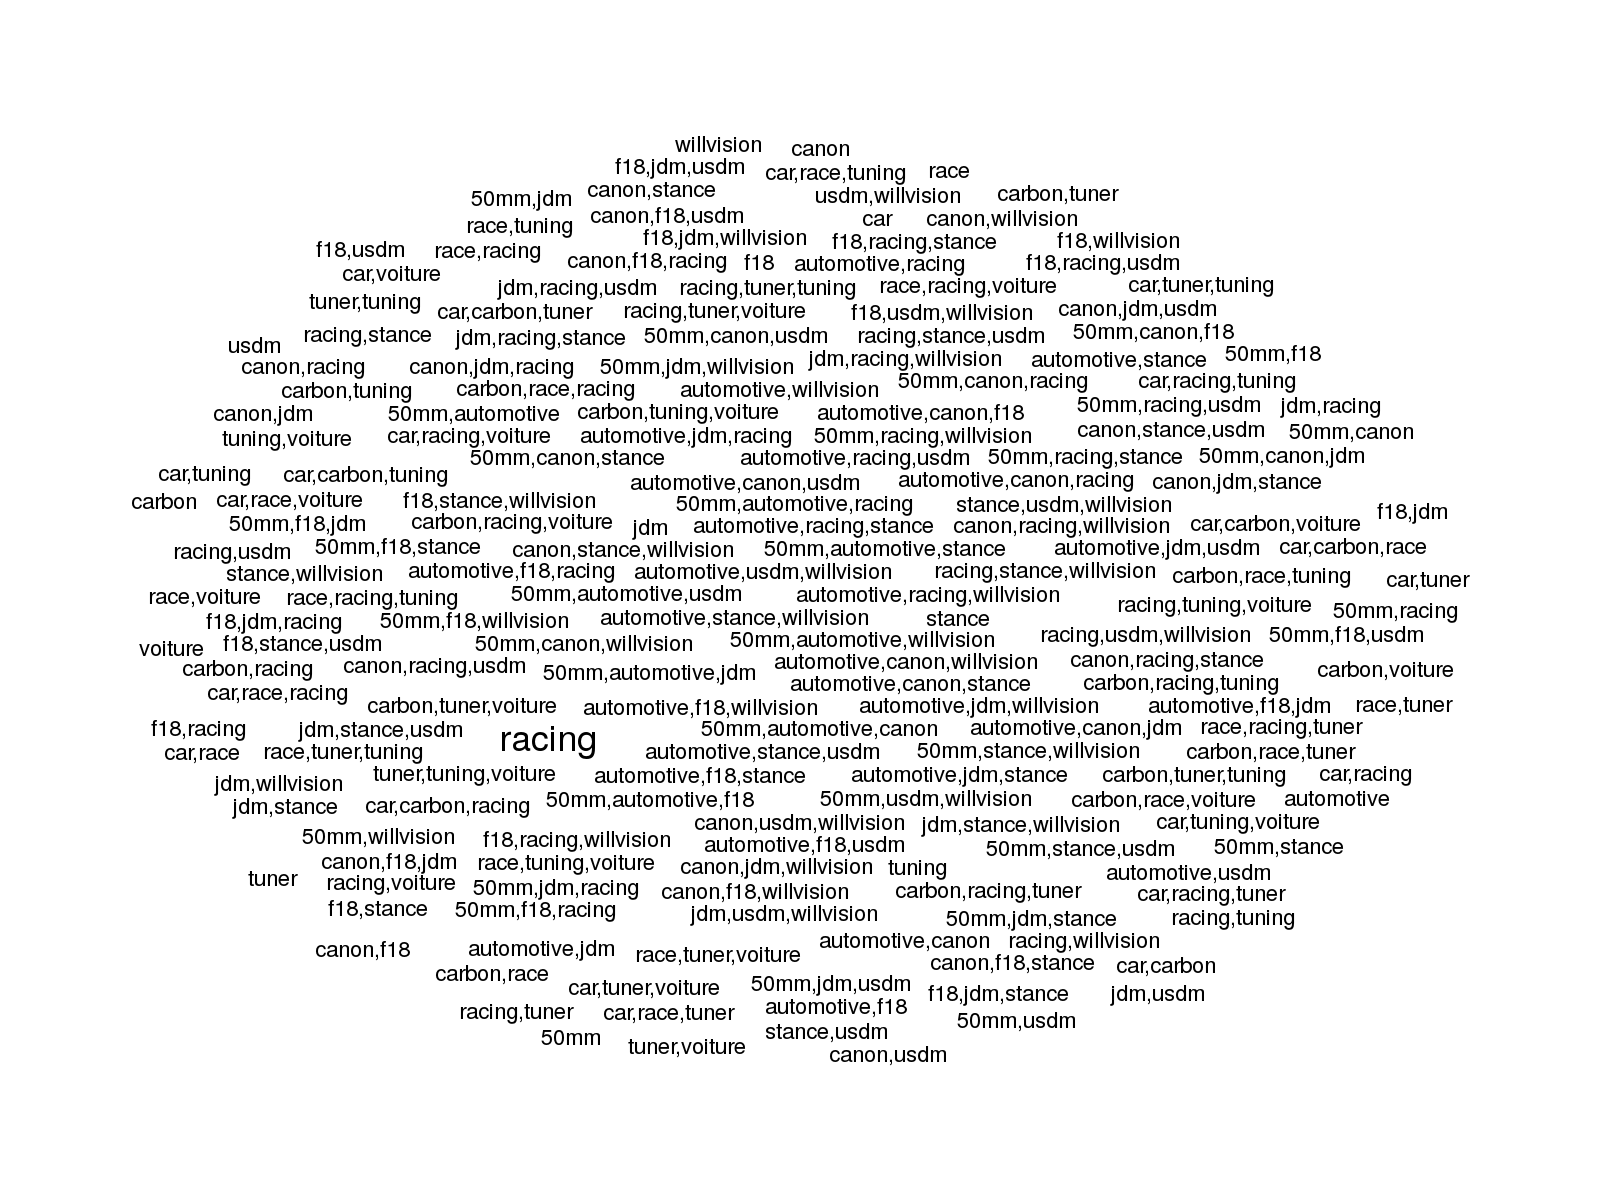 willvision canon
f18,jdm,usdm car,race,tuning race
50mm,jdm canon,stance usdm,willvision carbon,tuner
race,tuning canon,f18,usdm car canon,willvision
f18,usdm race,racing f18,jdm,willvision f18,racing,stance f18,willvision
car,voiture canon,f18,racing f18 automotive,racing f18,racing,usdm
jdm,racing,usdm racing,tuner,tuning race,racing,voiture car,tuner,tuning
tuner,tuning car,carbon,tuner racing,tuner,voiture f18,usdm,willvision canon,jdm,usdm
usdm racing,stance jdm,racing,stance 50mm,canon,usdm racing,stance,usdm 50mm,canon,f18
canon,racing canon,jdm,racing 50mm,jdm,willvision jdm,racing,willvision automotive,stance 50mm,f18
carbon,tuning carbon,race,racing automotive,willvision 50mm,canon,racing car,racing,tuning
canon,jdm 50mm,automotive carbon,tuning,voiture automotive,canon,f18 50mm,racing,usdm jdm,racing
tuning,voiture car,racing,voiture automotive,jdm,racing 50mm,racing,willvision canon,stance,usdm 50mm,canon
50mm,canon,stance automotive,racing,usdm 50mm,racing,stance 50mm,canon,jdm
car,tuning car,carbon,tuning automotive,canon,usdm automotive,canon,racing canon,jdm,stance
carbon car,race,voiture f18,stance,willvision 50mm,automotive,racing stance,usdm,willvision f18,jdm
50mm,f18,jdm carbon,racing,voiture jdm automotive,racing,stance canon,racing,willvision car,carbon,voiture
racing,usdm 50mm,f18,stance canon,stance,willvision 50mm,automotive,stance automotive,jdm,usdm car,carbon,race
stance,willvision automotive,f18,racing automotive,usdm,willvision racing,stance,willvision carbon,race,tuning car,tuner
race,voiture race,racing,tuning 50mm,automotive,usdm automotive,racing,willvision racing,tuning,voiture 50mm,racing
f18,jdm,racing 50mm,f18,willvision automotive,stance,willvision stance
voiture f18,stance,usdm 50mm,canon,willvision 50mm,automotive,willvision racing,usdm,willvision 50mm,f18,usdm
carbon,racing canon,racing,usdm 50mm,automotive,jdm automotive,canon,willvision canon,racing,stance carbon,voiture
car,race,racing automotive,canon,stance carbon,racing,tuning
carbon,tuner,voiture automotive,f18,willvision automotive,jdm,willvision automotive,f18,jdm race,tuner
f18,racing jdm,stance,usdm racing 50mm,automotive,canon automotive,canon,jdm race,racing,tuner
car,race race,tuner,tuning automotive,stance,usdm 50mm,stance,willvision carbon,race,tuner
jdm,willvision tuner,tuning,voiture automotive,f18,stance automotive,jdm,stance carbon,tuner,tuning car,racing
jdm,stance car,carbon,racing 50mm,automotive,f18 50mm,usdm,willvision carbon,race,voiture automotive
canon,usdm,willvision jdm,stance,willvision car,tuning,voiture
50mm,willvision f18,racing,willvision automotive,f18,usdm 50mm,stance,usdm 50mm,stance
canon,f18,jdm race,tuning,voiture canon,jdm,willvision tuning automotive,usdm
tuner racing,voiture 50mm,jdm,racing canon,f18,willvision carbon,racing,tuner car,racing,tuner
f18,stance 50mm,f18,racing jdm,usdm,willvision 50mm,jdm,stance racing,tuning
canon,f18 automotive,jdm race,tuner,voiture automotive,canon racing,willvision
carbon,race canon,f18,stance car,carbon
car,tuner,voiture 50mm,jdm,usdm f18,jdm,stance jdm,usdm
racing,tuner car,race,tuner automotive,f18 50mm,usdm
50mm tuner,voiture stance,usdm
canon,usdm